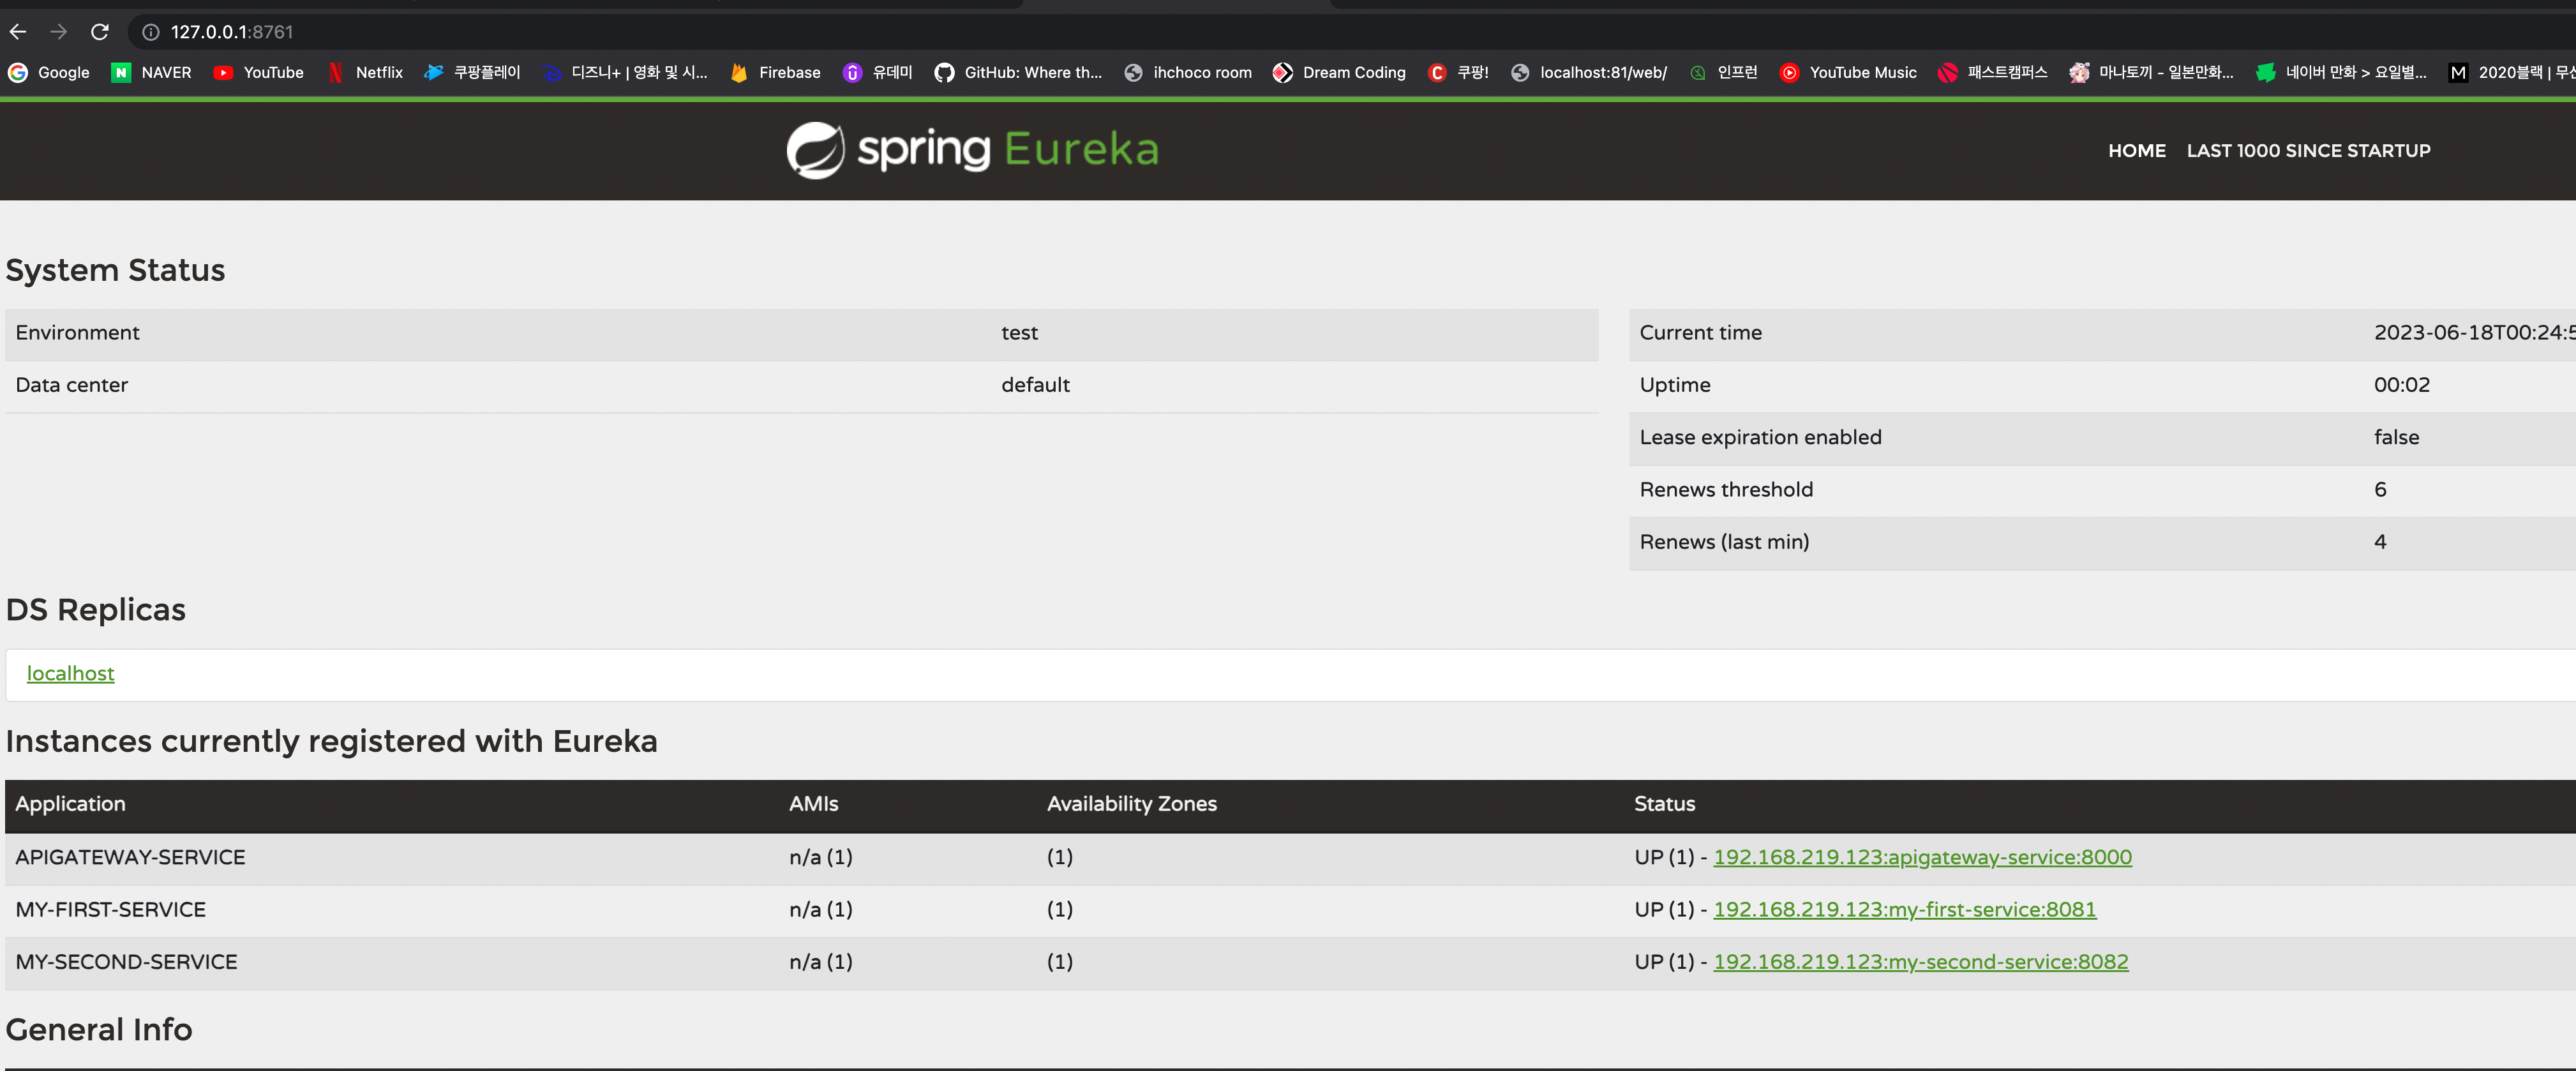 127.0.0.1:8761
Google NAVER YouTube Netflix 쿠팡플레이 디즈니+ | 영화 및 시... Firebase 유데미 GitHub: Where th... ihchoco room Dream Coding 쿠팡! localhost:81/web/ 인프런 YouTube Music 패스트캠퍼스 마나토끼 - 일본만화... 네이버 만화 > 요일별... 2020블랙 |
spring Eureka
HOME LAST 1000 SINCE STARTUP
System Status
Environment test
Data center default
Current time 2023-06-18T00:24:5
Uptime 00:02
Lease expiration enabled false
Renews threshold 6
Renews (last min) 4
DS Replicas
localhost
Instances currently registered with Eureka
Application AMIs Availability Zones Status
APIGATEWAY-SERVICE n/a (1) (1) UP (1) - 192.168.219.123:apigateway-service:8000
MY-FIRST-SERVICE n/a (1) (1) UP (1) - 192.168.219.123:my-first-service:8081
MY-SECOND-SERVICE n/a (1) (1) UP (1) - 192.168.219.123:my-second-service:8082
General Info